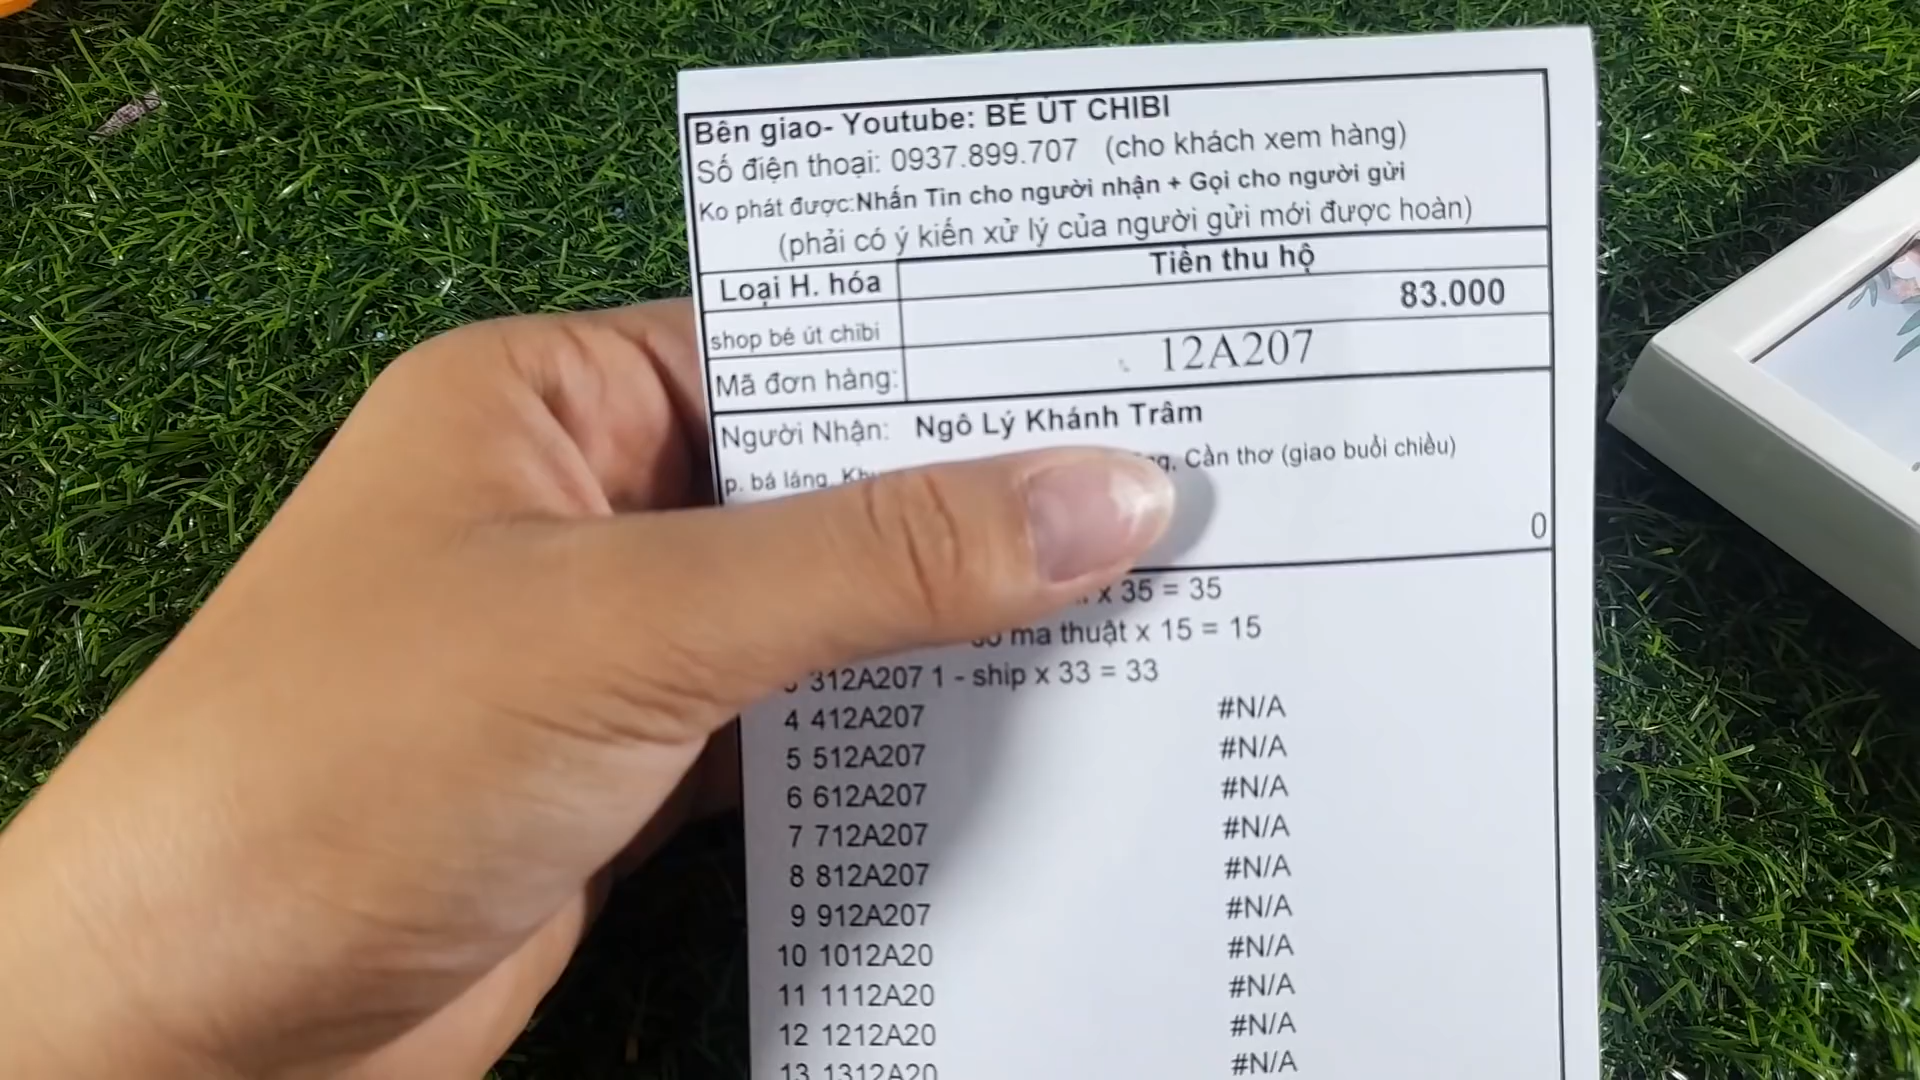 Bên giao- Youtube: BÉ ÚT CHIBI
Số điện thoại: 0937.899.707 (cho khách xem hàng)
Ko phát được:Nhắn Tin cho người nhận + Gọi cho người gửi
(phải có ý kiến xử lý của người gửi mới được hoàn)
Loại H. hóa Tiền thu hộ
shop bé út chibi 83.000
Mã đơn hàng: 12A207
Người Nhận: Ngô Lý Khánh Trâm
p. bá láng, Cần thơ (giao buổi chiều)
0
x 35 = 35
ma thuật x 15 = 15
312A207 1 - ship x 33 = 33
4 412A207 #N/A
5 512A207 #N/A
6 612A207 #N/A
7 712A207 #N/A
8 812A207 #N/A
9 912A207 #N/A
10 1012A20 #N/A
11 1112A20 #N/A
12 1212A20 #N/A
13 1312A20 #N/A